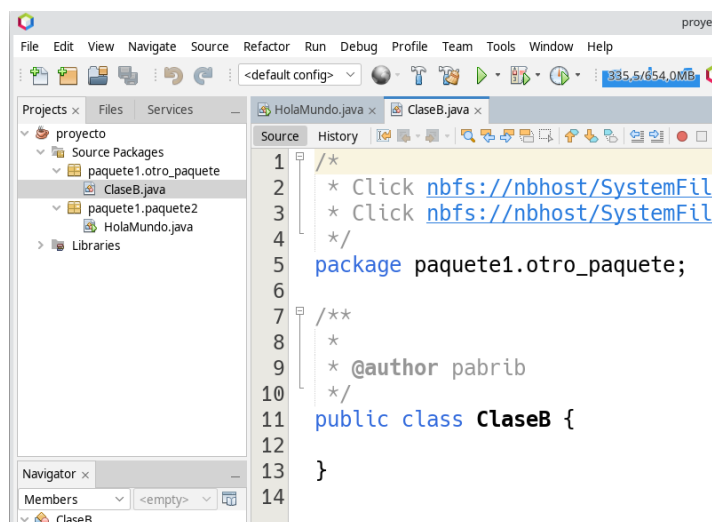 proye
File Edit View Navigate Source Refactor Run Debug Profile Team Tools Window Help
<default config> 335,5/654,0MB
Projects × Files Services
HolaMundo.java × ClaseB.java ×
proyecto
Source Packages
paquete1.otro_paquete
ClaseB.java
paquete1.paquete2
HolaMundo.java
Libraries
Source History
1 /*
2 * Click nbfs://nbhost/SystemFil
3 * Click nbfs://nbhost/SystemFil
4 */
5 package paquete1.otro_paquete;
6
7 /**
8 *
9 * @author pabrib
10 */
11 public class ClaseB {
12
13 }
14
Navigator ×
Members <empty>
ClaseB